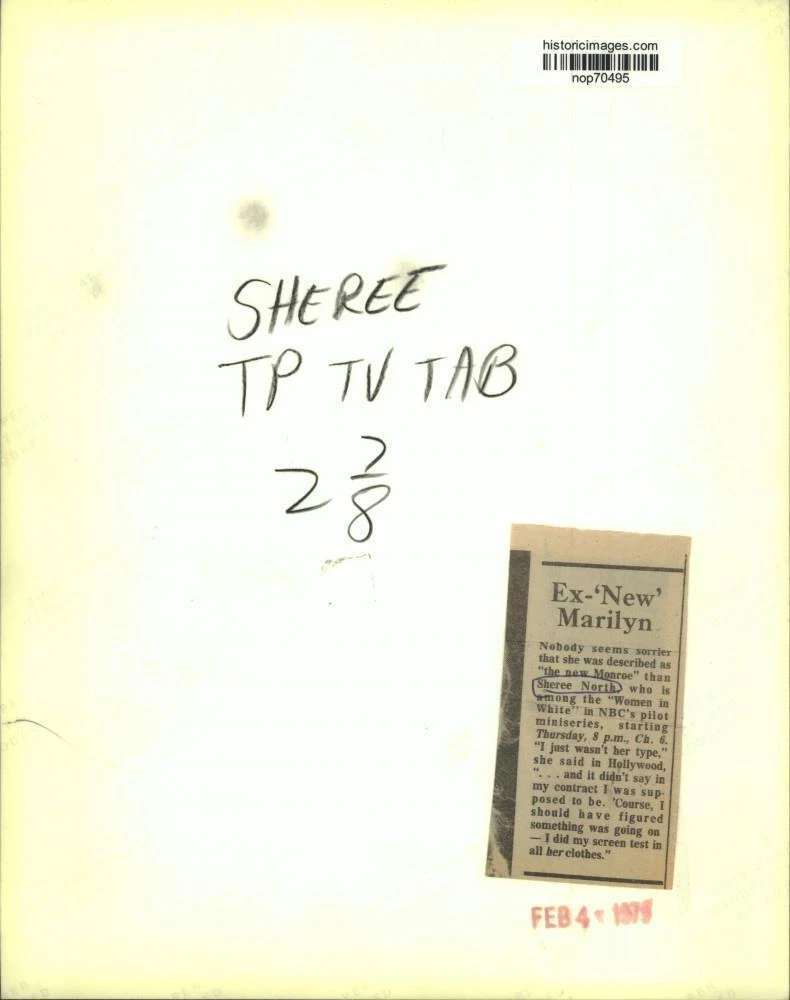 historicimages.com
nop70495
SHEREE
TP TV TAB
2 7/8
Ex-‘New’
Marilyn
Nobody seems sorrier
that she was described as
“the new Monroe” than
Sheree North, who is
among the “Women in
White” in NBC’s pilot
miniseries, starting
Thursday, 8 p.m., Ch. 6.
“I just wasn’t her type,”
she said in Hollywood,
“. . . and it didn’t say in
my contract I was sup-
posed to be. ’Course, I
should have figured
something was going on
— I did my screen test in
all her clothes.”
FEB 4 1979